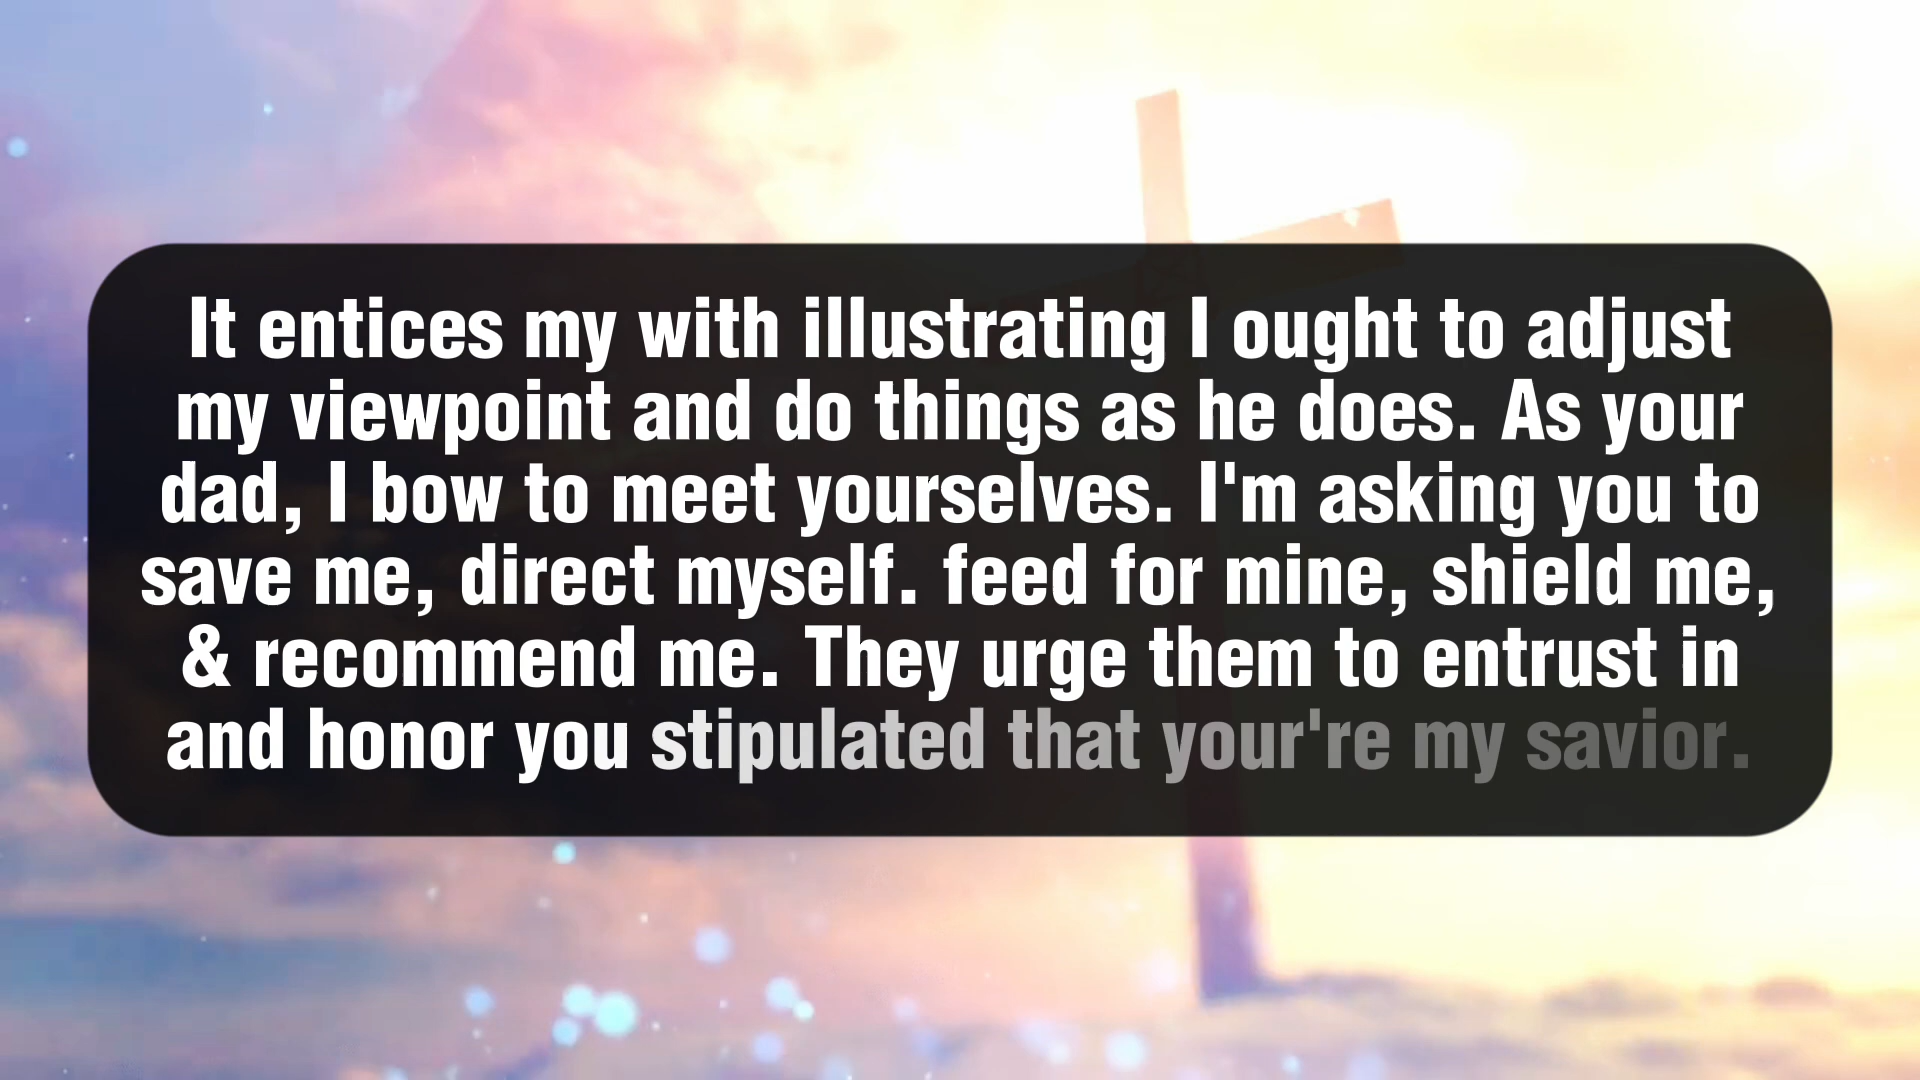 It entices my with illustrating I ought to adjust
my viewpoint and do things as he does. As your
dad, I bow to meet yourselves. I'm asking you to
save me, direct myself. feed for mine, shield me,
& recommend me. They urge them to entrust in
and honor you stipulated that your're my savior.